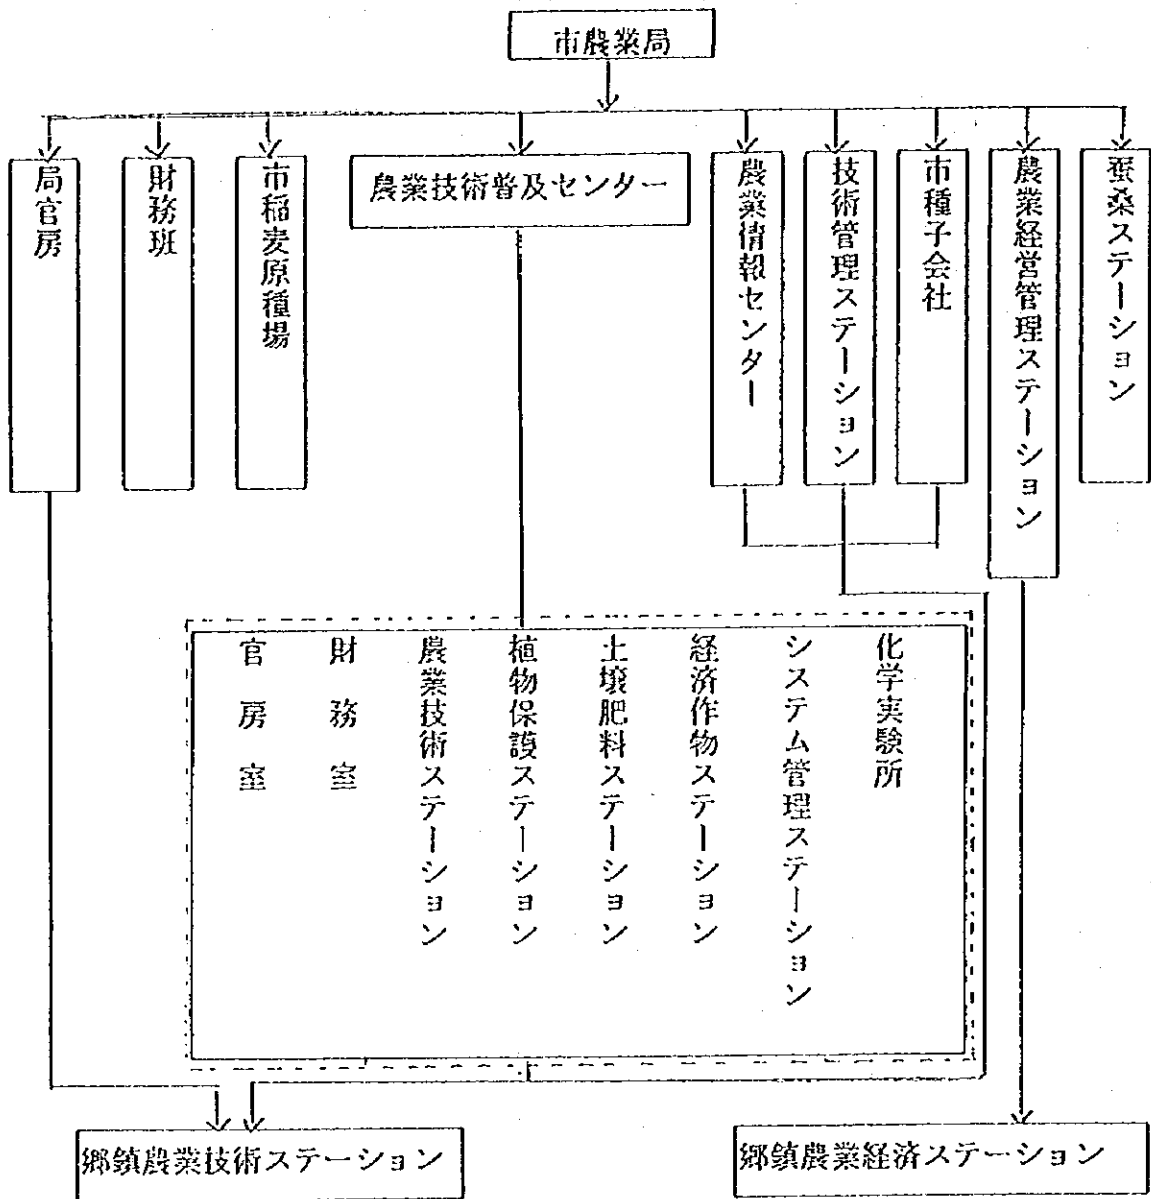 市農業局
局官房
財務班
市稲麦原種場
農業技術普及センター
農業情報センター
技術管理ステーション
市種子会社
農業経営管理ステーション
蚕桑ステーション
官房室
財務室
農業技術ステーション
植物保護ステーション
土壌肥料ステーション
経済作物ステーション
システム管理ステーション
化学実験所
郷鎮農業技術ステーション
郷鎮農業経済ステーション